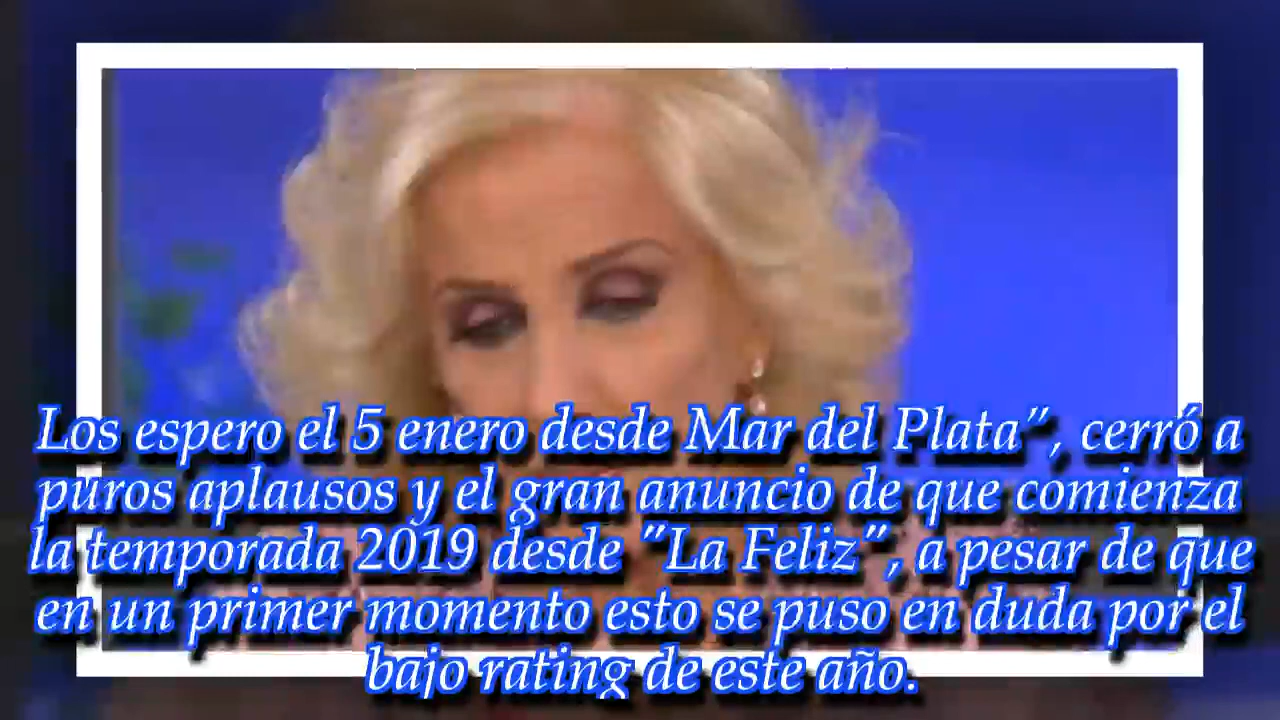 Los espero el 5 enero desde Mar del Plata”, cerró a
puros aplausos y el gran anuncio de que comienza
la temporada 2019 desde "La Feliz", a pesar de que
en un primer momento esto se puso en duda por el
bajo rating de este año.